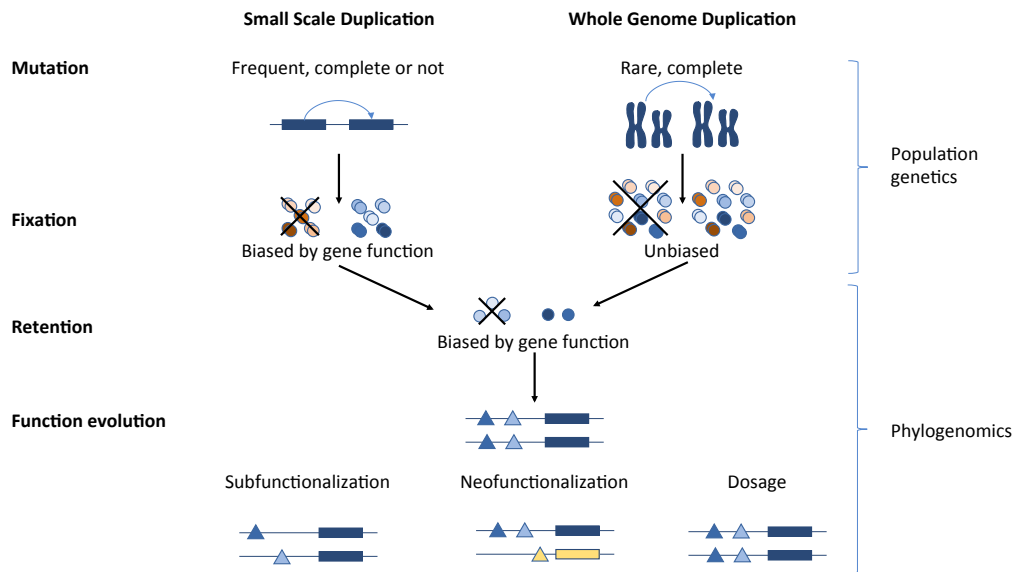 Small Scale Duplication
Whole Genome Duplication
Mutation
Frequent, complete or not
Rare, complete
Population
genetics
Fixation
Biased by gene function
Unbiased
Retention
Biased by gene function
Function evolution
Phylogenomics
Subfunctionalization
Neofunctionalization
Dosage